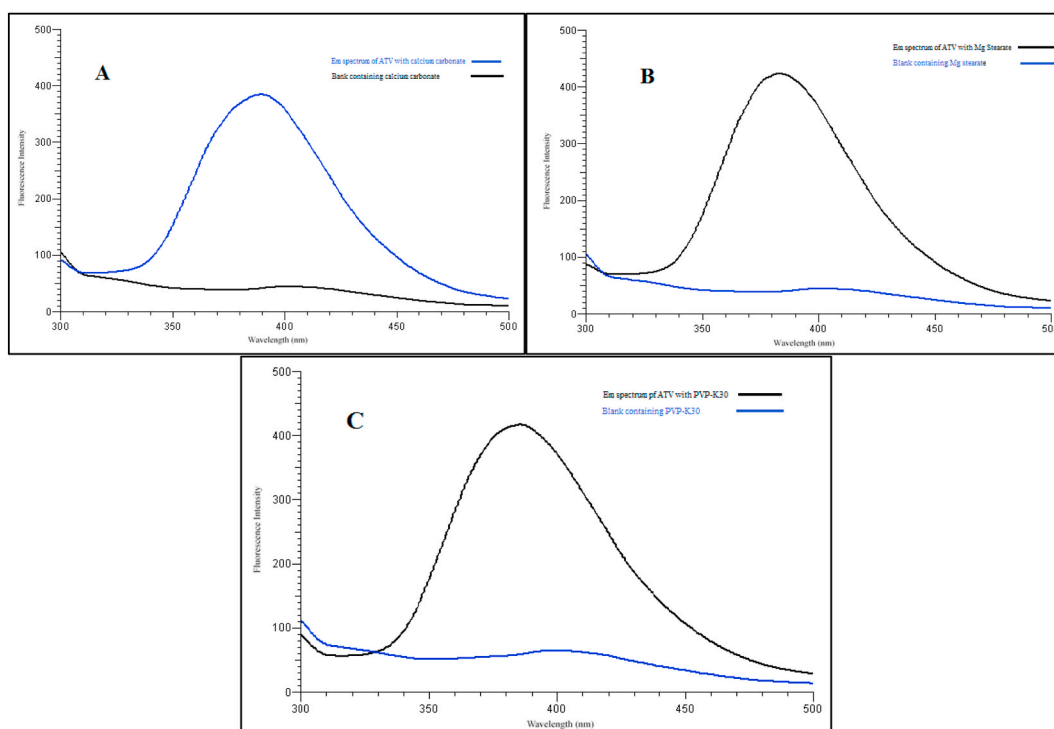 A
Em spectrum of ATV with calcium carbonate
Bank containing calcium carbonate
Fluorescence Intensity
500
400
300
200
100
0
300 350 400 450 500
Wavelength (nm)
B
Em spectrum of ATV with Mg Stearate
Blank containing Mg stearate
Fluorescence Intensity
500
400
300
200
100
0
300 350 400 450 500
Wavelength (nm)
C
Em spectrum pf ATV with PVP-K30
Blank containing PVP-K30
Fluorescence Intensity
500
400
300
200
100
0
300 350 400 450 500
Wavelength (nm)